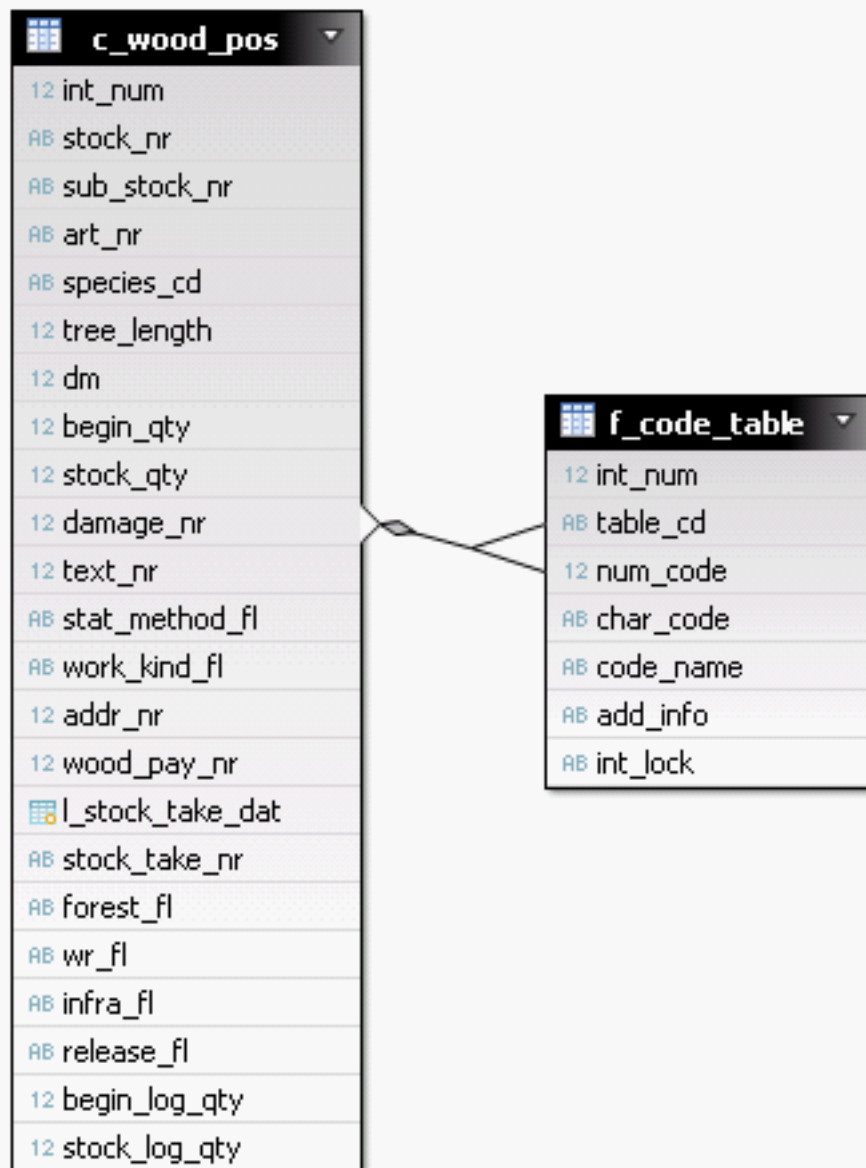 c_wood_pos
12 int_num
AB stock_nr
AB sub_stock_nr
AB art_nr
AB species_cd
12 tree_length
12 dm
12 begin_qty
12 stock_qty
12 damage_nr
12 text_nr
AB stat_method_fl
AB work_kind_fl
12 addr_nr
12 wood_pay_nr
l_stock_take_dat
AB stock_take_nr
AB forest_fl
AB wr_fl
AB infra_fl
AB release_fl
12 begin_log_qty
12 stock_log_qty
f_code_table
12 int_num
AB table_cd
12 num_code
AB char_code
AB code_name
AB add_info
AB int_lock